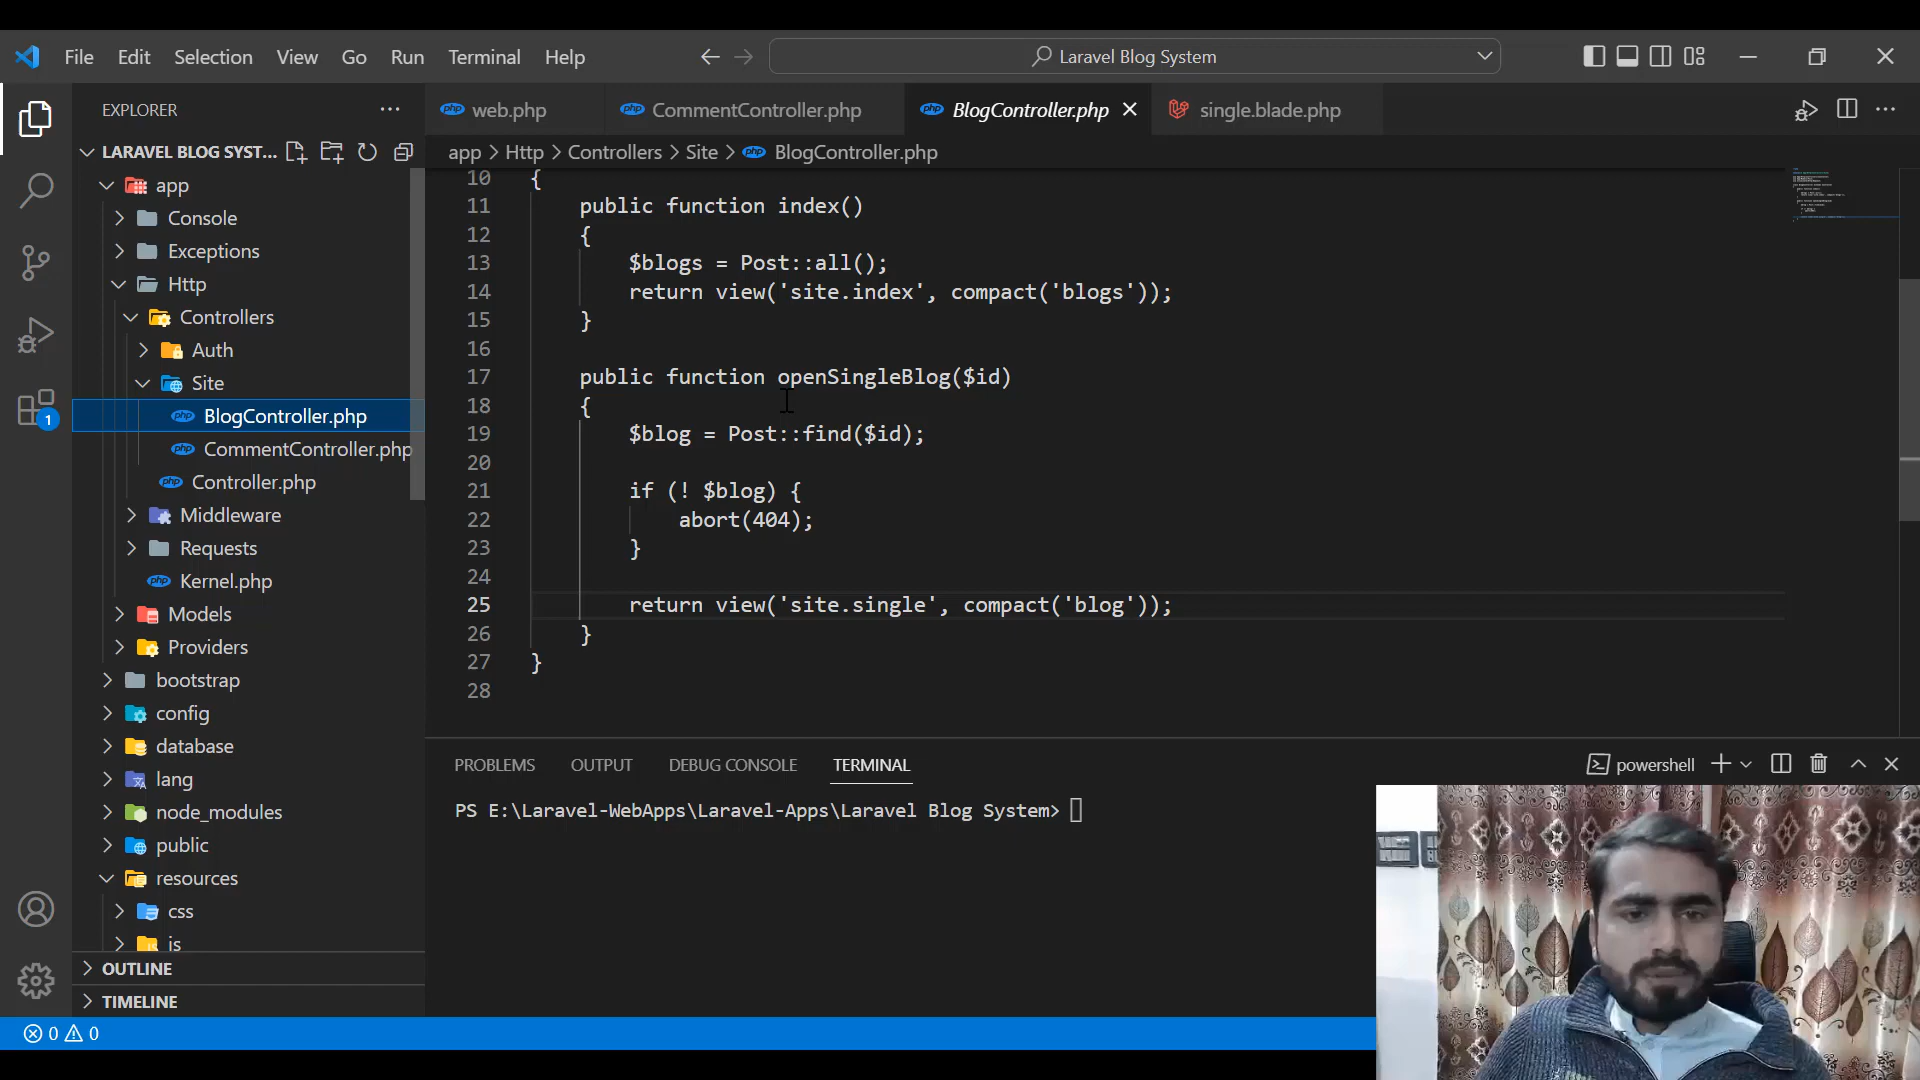 File Edit Selection View Go Run Terminal Help
Laravel Blog System
EXPLORER
web.php
CommentController.php
BlogController.php
single.blade.php
LARAVEL BLOG SYST...
app > Http > Controllers > Site > BlogController.php
app
Console
Exceptions
Http
Controllers
Auth
Site
php BlogController.php
php CommentController.php
php Controller.php
Middleware
Requests
php Kernel.php
Models
Providers
bootstrap
config
database
lang
node_modules
public
resources
css
js
OUTLINE
TIMELINE
1
10 {
11 public function index()
12 {
13 $blogs = Post::all();
14 return view('site.index', compact('blogs'));
15 }
16
17 public function openSingleBlog($id)
18 {
19 $blog = Post::find($id);
20
21 if (! $blog) {
22 abort(404);
23 }
24
25 return view('site.single', compact('blog'));
26 }
27 }
28
PROBLEMS OUTPUT DEBUG CONSOLE TERMINAL
powershell
PS E:\Laravel-WebApps\Laravel-Apps\Laravel Blog System>
0 0